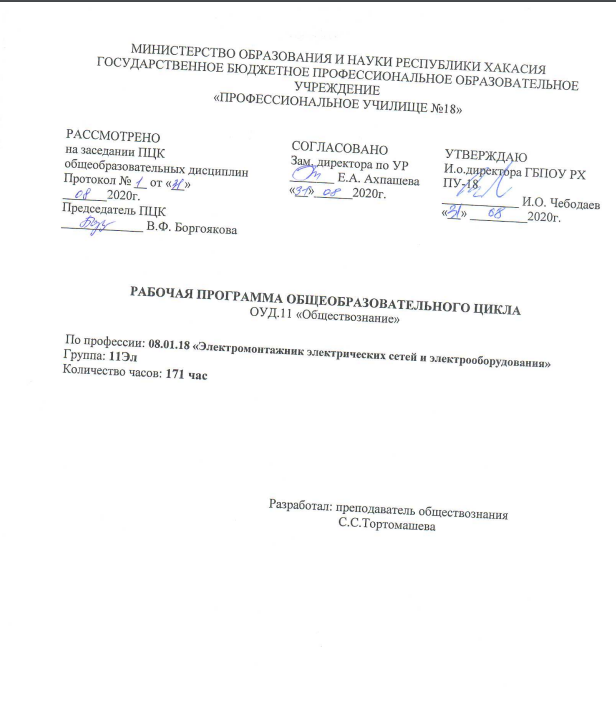 МИНИСТЕРСТВО ОБРАЗОВАНИЯ И НАУКИ РЕСПУБЛИКИ ХАКАСИЯ
ГОСУДАРСТВЕННОЕ БЮДЖЕТНОЕ ПРОФЕССИОНАЛЬНОЕ ОБРАЗОВАТЕЛЬНОЕ
УЧРЕЖДЕНИЕ
«ПРОФЕССИОНАЛЬНОЕ УЧИЛИЩЕ №18»
РАССМОТРЕНО
на заседании ПЦК
общеобразовательных дисциплин
Протокол № 1 от «31»
08 2020г.
Председатель ПЦК
В.Ф. Боргоякова
СОГЛАСОВАНО
Зам. директора по УР
Е.А. Ахпашева
«31» 08 2020г.
УТВЕРЖДАЮ
И.о.директора ГБПОУ РХ
ПУ-18
И.О. Чебодаев
«31» 08 2020г.
РАБОЧАЯ ПРОГРАММА ОБЩЕОБРАЗОВАТЕЛЬНОГО ЦИКЛА
ОУД.11 «Обществознание»
По профессии: 08.01.18 «Электромонтажник электрических сетей и электрооборудования»
Группа: 11Эл
Количество часов: 171 час
Разработал: преподаватель обществознания
С.С.Тортомашева